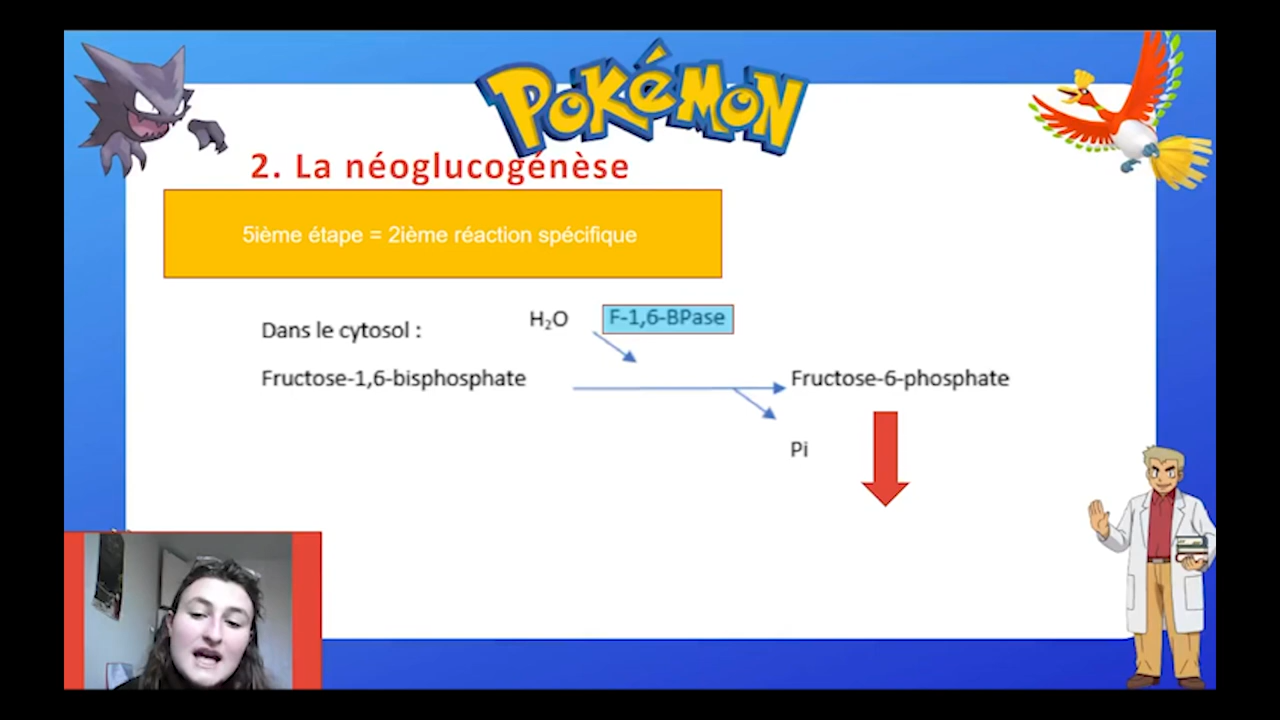 POKÉMON
2. La néoglucogénèse
5ième étape = 2ième réaction spécifique
H₂O
F-1,6-BPase
Dans le cytosol :
Fructose-1,6-bisphosphate
Fructose-6-phosphate
Pi